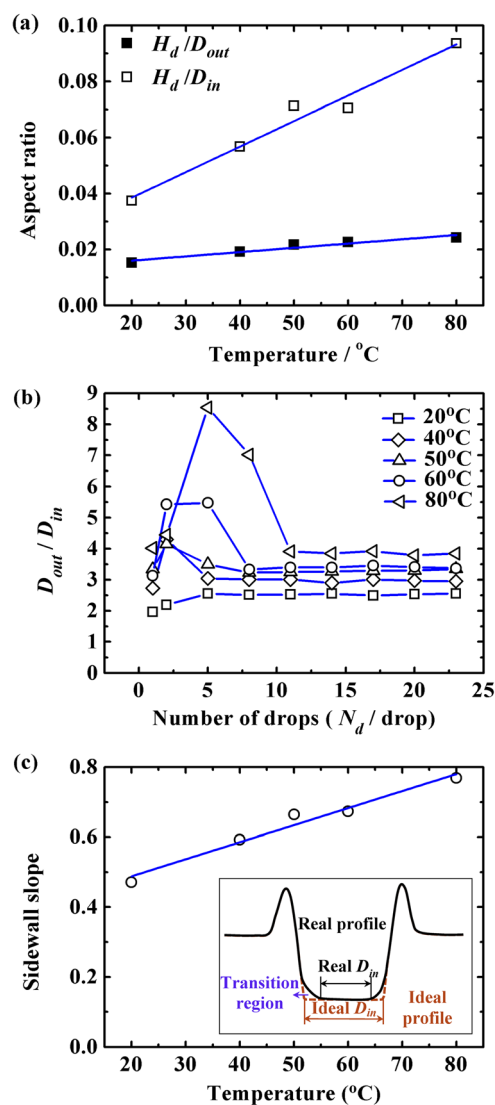 (a)
0.10
0.08
0.06
0.04
0.02
0.00
Aspect ratio
H_d/D_out
H_d/D_in
20 30 40 50 60 70 80
Temperature / °C
(b)
9
8
7
6
5
4
3
2
1
0
D_out / D_in
20°C
40°C
50°C
60°C
80°C
0 5 10 15 20 25
Number of drops ( N_d / drop)
(c)
0.8
0.6
0.4
0.2
0.0
Sidewall slope
Real profile
Real D_in
Transition
region
Ideal D_in
Ideal
profile
20 30 40 50 60 70 80
Temperature (°C)